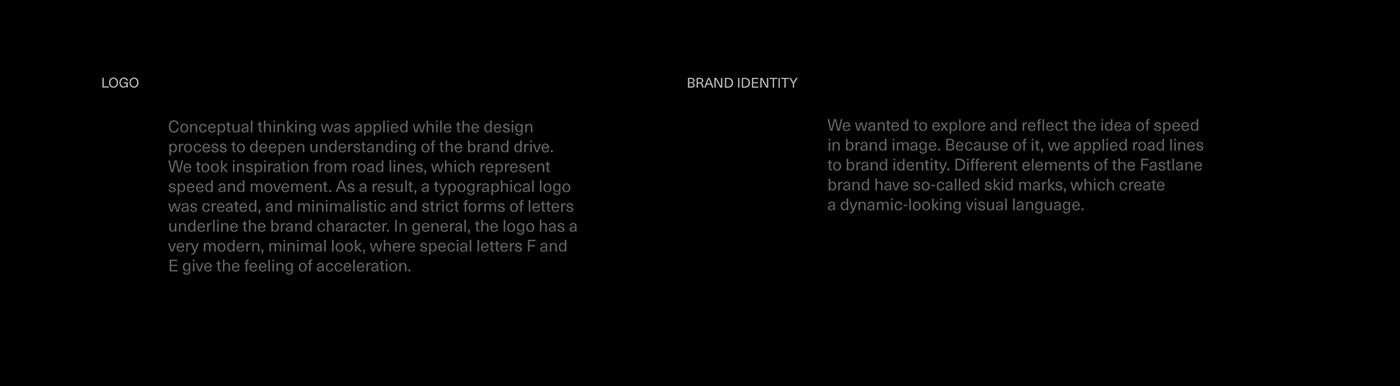 LOGO
Conceptual thinking was applied while the design
process to deepen understanding of the brand drive.
We took inspiration from road lines, which represent
speed and movement. As a result, a typographical logo
was created, and minimalistic and strict forms of letters
underline the brand character. In general, the logo has a
very modern, minimal look, where special letters F and
E give the feeling of acceleration.
BRAND IDENTITY
We wanted to explore and reflect the idea of speed
in brand image. Because of it, we applied road lines
to brand identity. Different elements of the Fastlane
brand have so-called skid marks, which create
a dynamic-looking visual language.